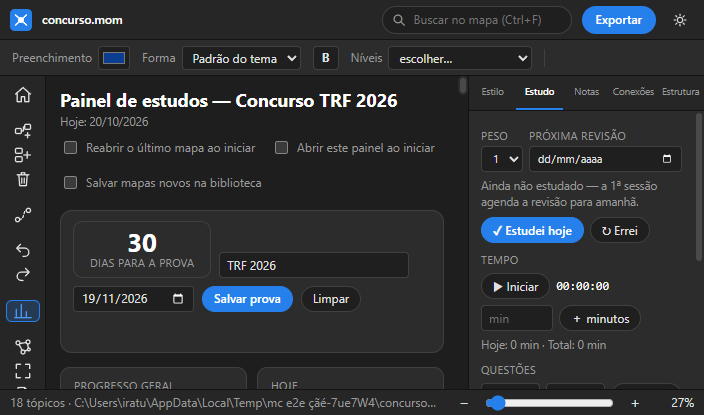 concurso.mom
Buscar no mapa (Ctrl+F)
Exportar
Preenchimento
Forma
Padrão do tema
B
Níveis
escolher...
Painel de estudos — Concurso TRF 2026
Hoje: 20/10/2026
Reabrir o último mapa ao iniciar
Abrir este painel ao iniciar
Salvar mapas novos na biblioteca
30
DIAS PARA A PROVA
TRF 2026
19/11/2026
Salvar prova
Limpar
PROGRESSO GERAL
HOJE
Estilo
Estudo
Notas
Conexões
Estrutura
PESO
PRÓXIMA REVISÃO
1
dd/mm/aaaa
Ainda não estudado — a 1ª sessão
agenda a revisão para amanhã.
✓ Estudei hoje
↻ Errei
TEMPO
▶ Iniciar
00:00:00
min
+ minutos
Hoje: 0 min · Total: 0 min
QUESTÕES
18 tópicos · C:\Users\iratu\AppData\Local\Temp\mc e2e çãé-7ue7W4\concurso...
−
+
27%